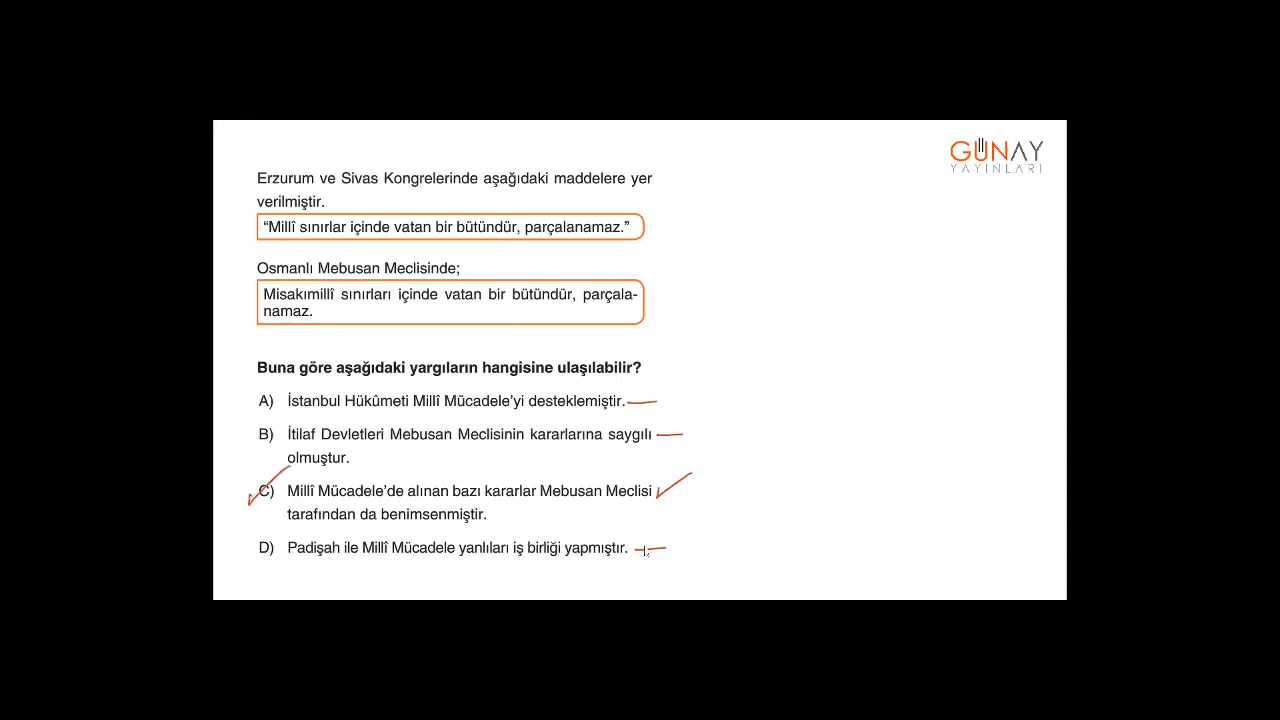 GÜNAY
YAYINLARI
Erzurum ve Sivas Kongrelerinde aşağıdaki maddelere yer
verilmiştir.
“Millî sınırlar içinde vatan bir bütündür, parçalanamaz.”
Osmanlı Mebusan Meclisinde;
Misakımillî sınırları içinde vatan bir bütündür, parçala-
namaz.
Buna göre aşağıdaki yargıların hangisine ulaşılabilir?
A) İstanbul Hükûmeti Millî Mücadele’yi desteklemiştir.
B) İtilaf Devletleri Mebusan Meclisinin kararlarına saygılı
olmuştur.
C) Millî Mücadele’de alınan bazı kararlar Mebusan Meclisi
tarafından da benimsenmiştir.
D) Padişah ile Millî Mücadele yanlıları iş birliği yapmıştır.